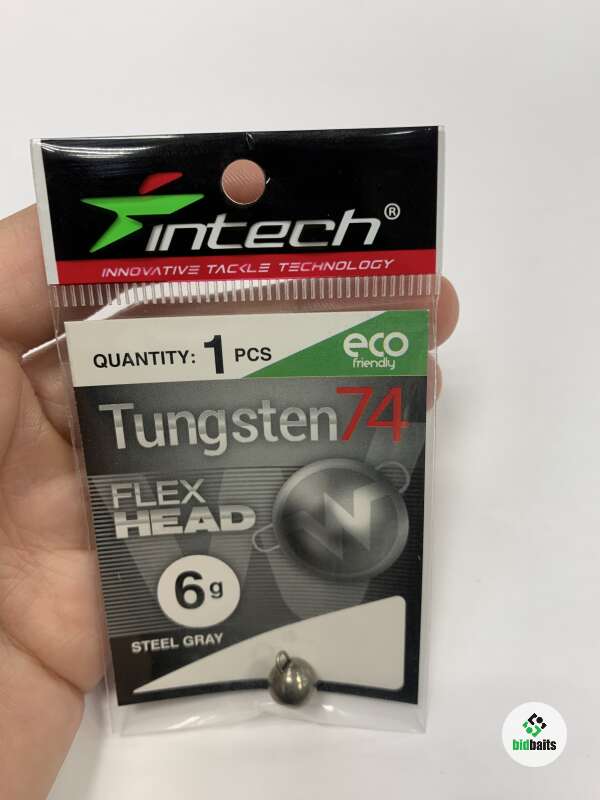 Fintech®
INNOVATIVE TACKLE TECHNOLOGY
QUANTITY: 1 PCS
eco
friendly
Tungsten74
FLEX
HEAD
W
6g
STEEL GRAY
bidbaits